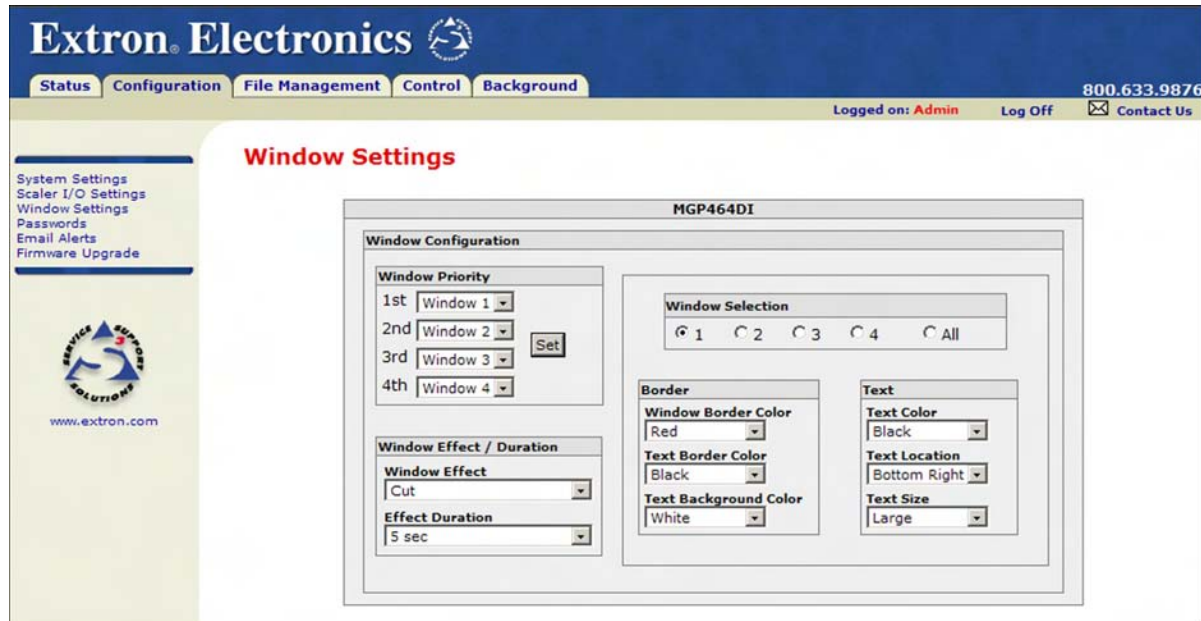 Extron® Electronics
Status Configuration File Management Control Background
800.633.9876
Logged on: Admin Log Off Contact Us
System Settings
Scaler I/O Settings
Window Settings
Passwords
Email Alerts
Firmware Upgrade
SERVICE SUPPORT SOLUTIONS
3
www.extron.com
Window Settings
MGP464DI
Window Configuration
Window Priority
1st Window 1
2nd Window 2
3rd Window 3
4th Window 4
Set
Window Effect / Duration
Window Effect
Cut
Effect Duration
5 sec
Window Selection
1 2 3 4 All
Border
Window Border Color
Red
Text Border Color
Black
Text Background Color
White
Text
Text Color
Black
Text Location
Bottom Right
Text Size
Large